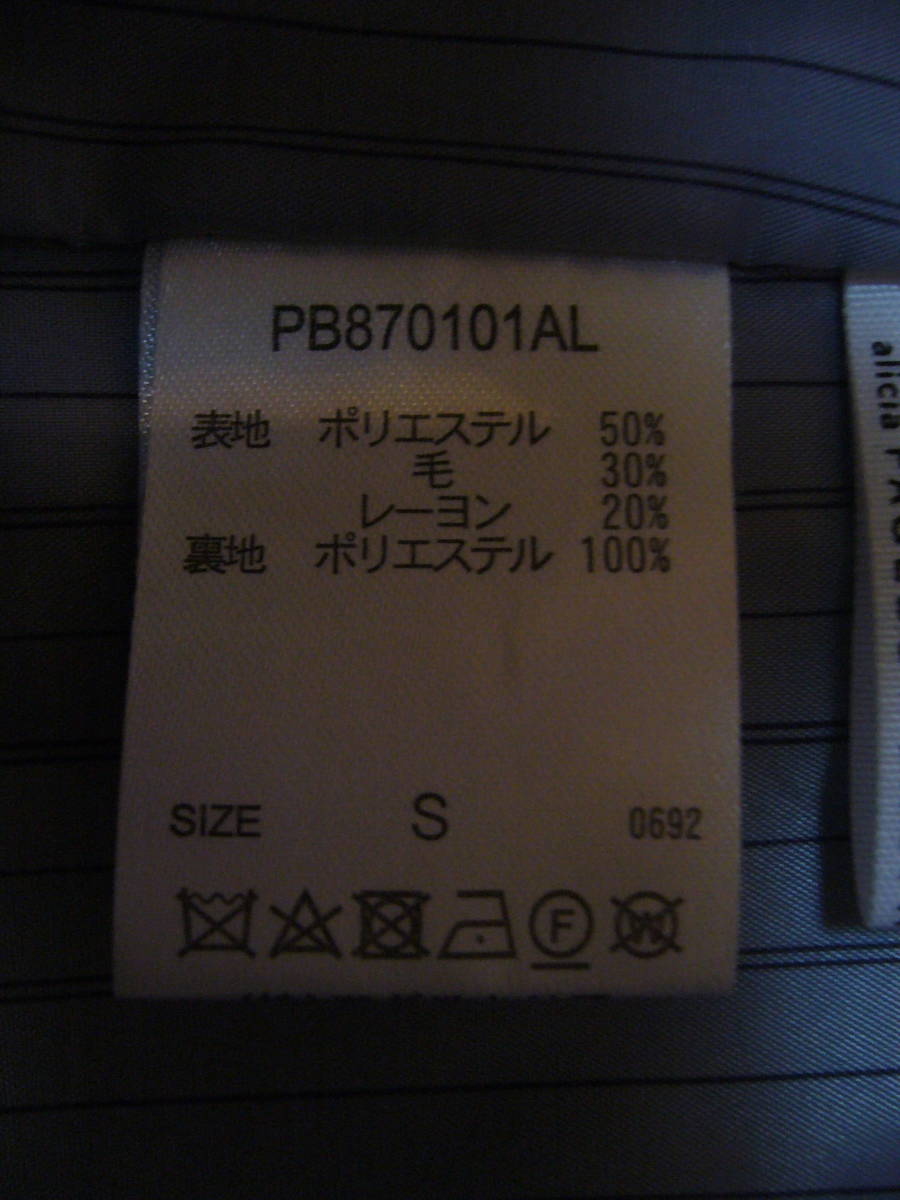 PB870101AL
表地 ポリエステル 50%
毛 30%
レーヨン 20%
裏地 ポリエステル 100%
SIZE S 0692
F
W
alicia